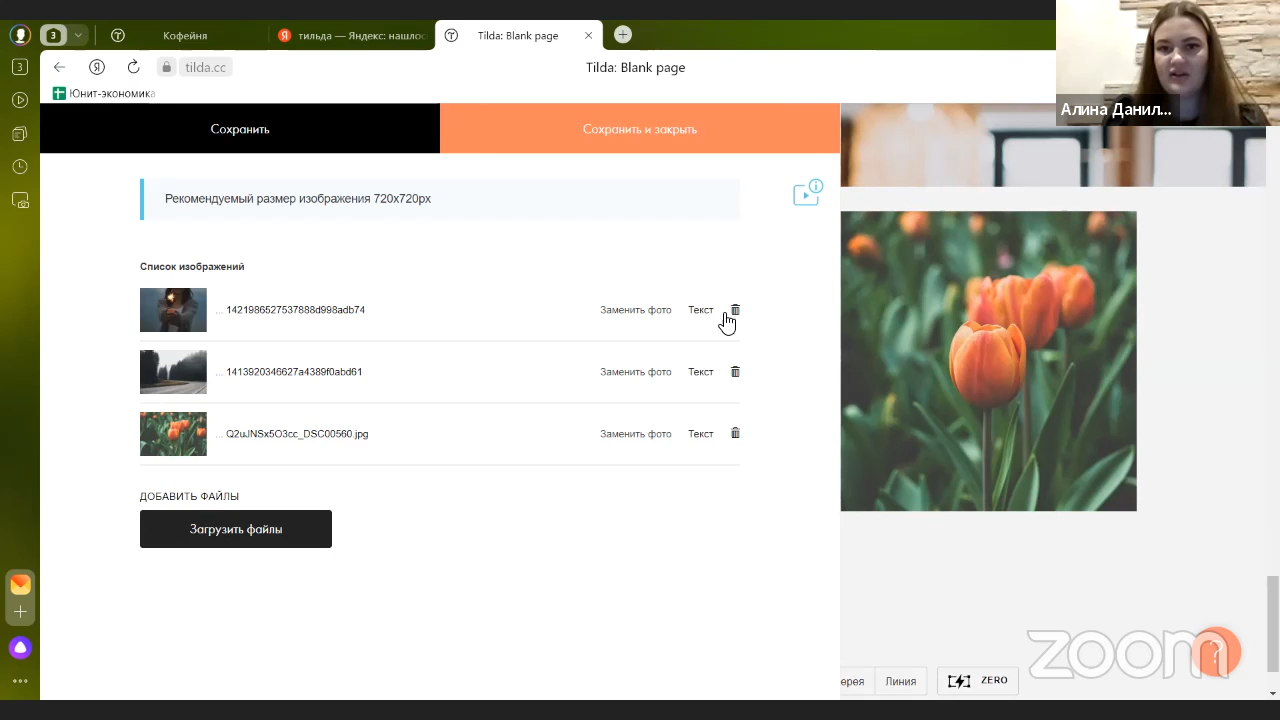 3
Кофейня
тильда — Яндекс: нашлос
Tilda: Blank page
3
tilda.cc
Tilda: Blank page
Юнит-экономика
Алина Данил...
Сохранить
Сохранить и закрыть
Рекомендуемый размер изображения 720x720px
Список изображений
... 1421986527537888d998adb74
Заменить фото
Текст
... 1413920346627a4389f0abd61
Заменить фото
Текст
... Q2uJNSx5O3cc_DSC00560.jpg
Заменить фото
Текст
ДОБАВИТЬ ФАЙЛЫ
Загрузить файлы
zoom
?
ерея
Линия
ZERO